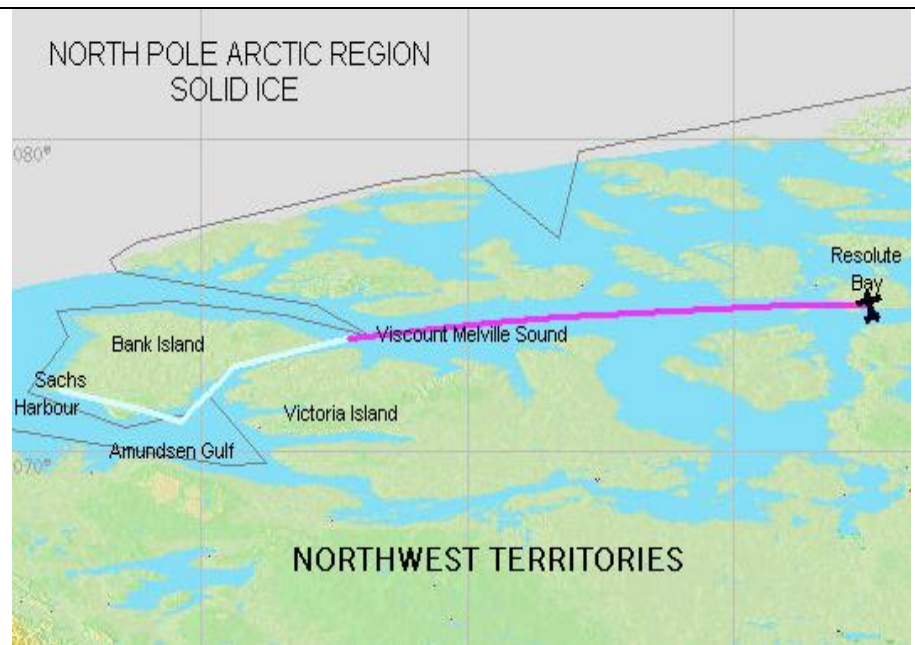 NORTH POLE ARCTIC REGION
SOLID ICE
080°
Resolute
Bay
Viscount Melville Sound
Bank Island
Sachs
Harbour
Victoria Island
Amundsen Gulf
070°
NORTHWEST TERRITORIES